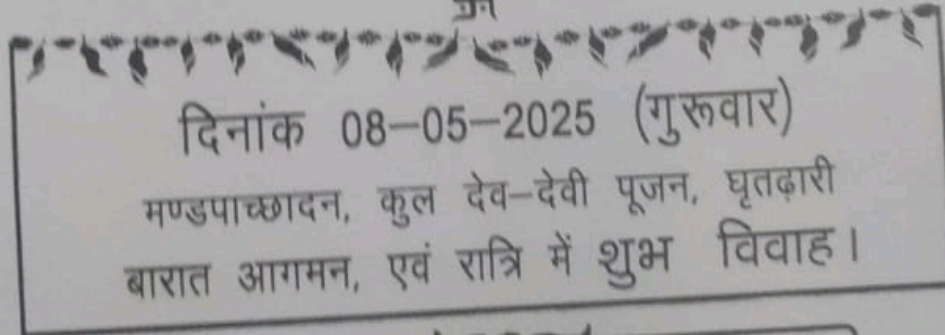 दिनांक 08-05-2025 (गुरूवार)
मण्डपाच्छादन, कुल देव-देवी पूजन, घृतढ़ारी
बारात आगमन, एवं रात्रि में शुभ विवाह।